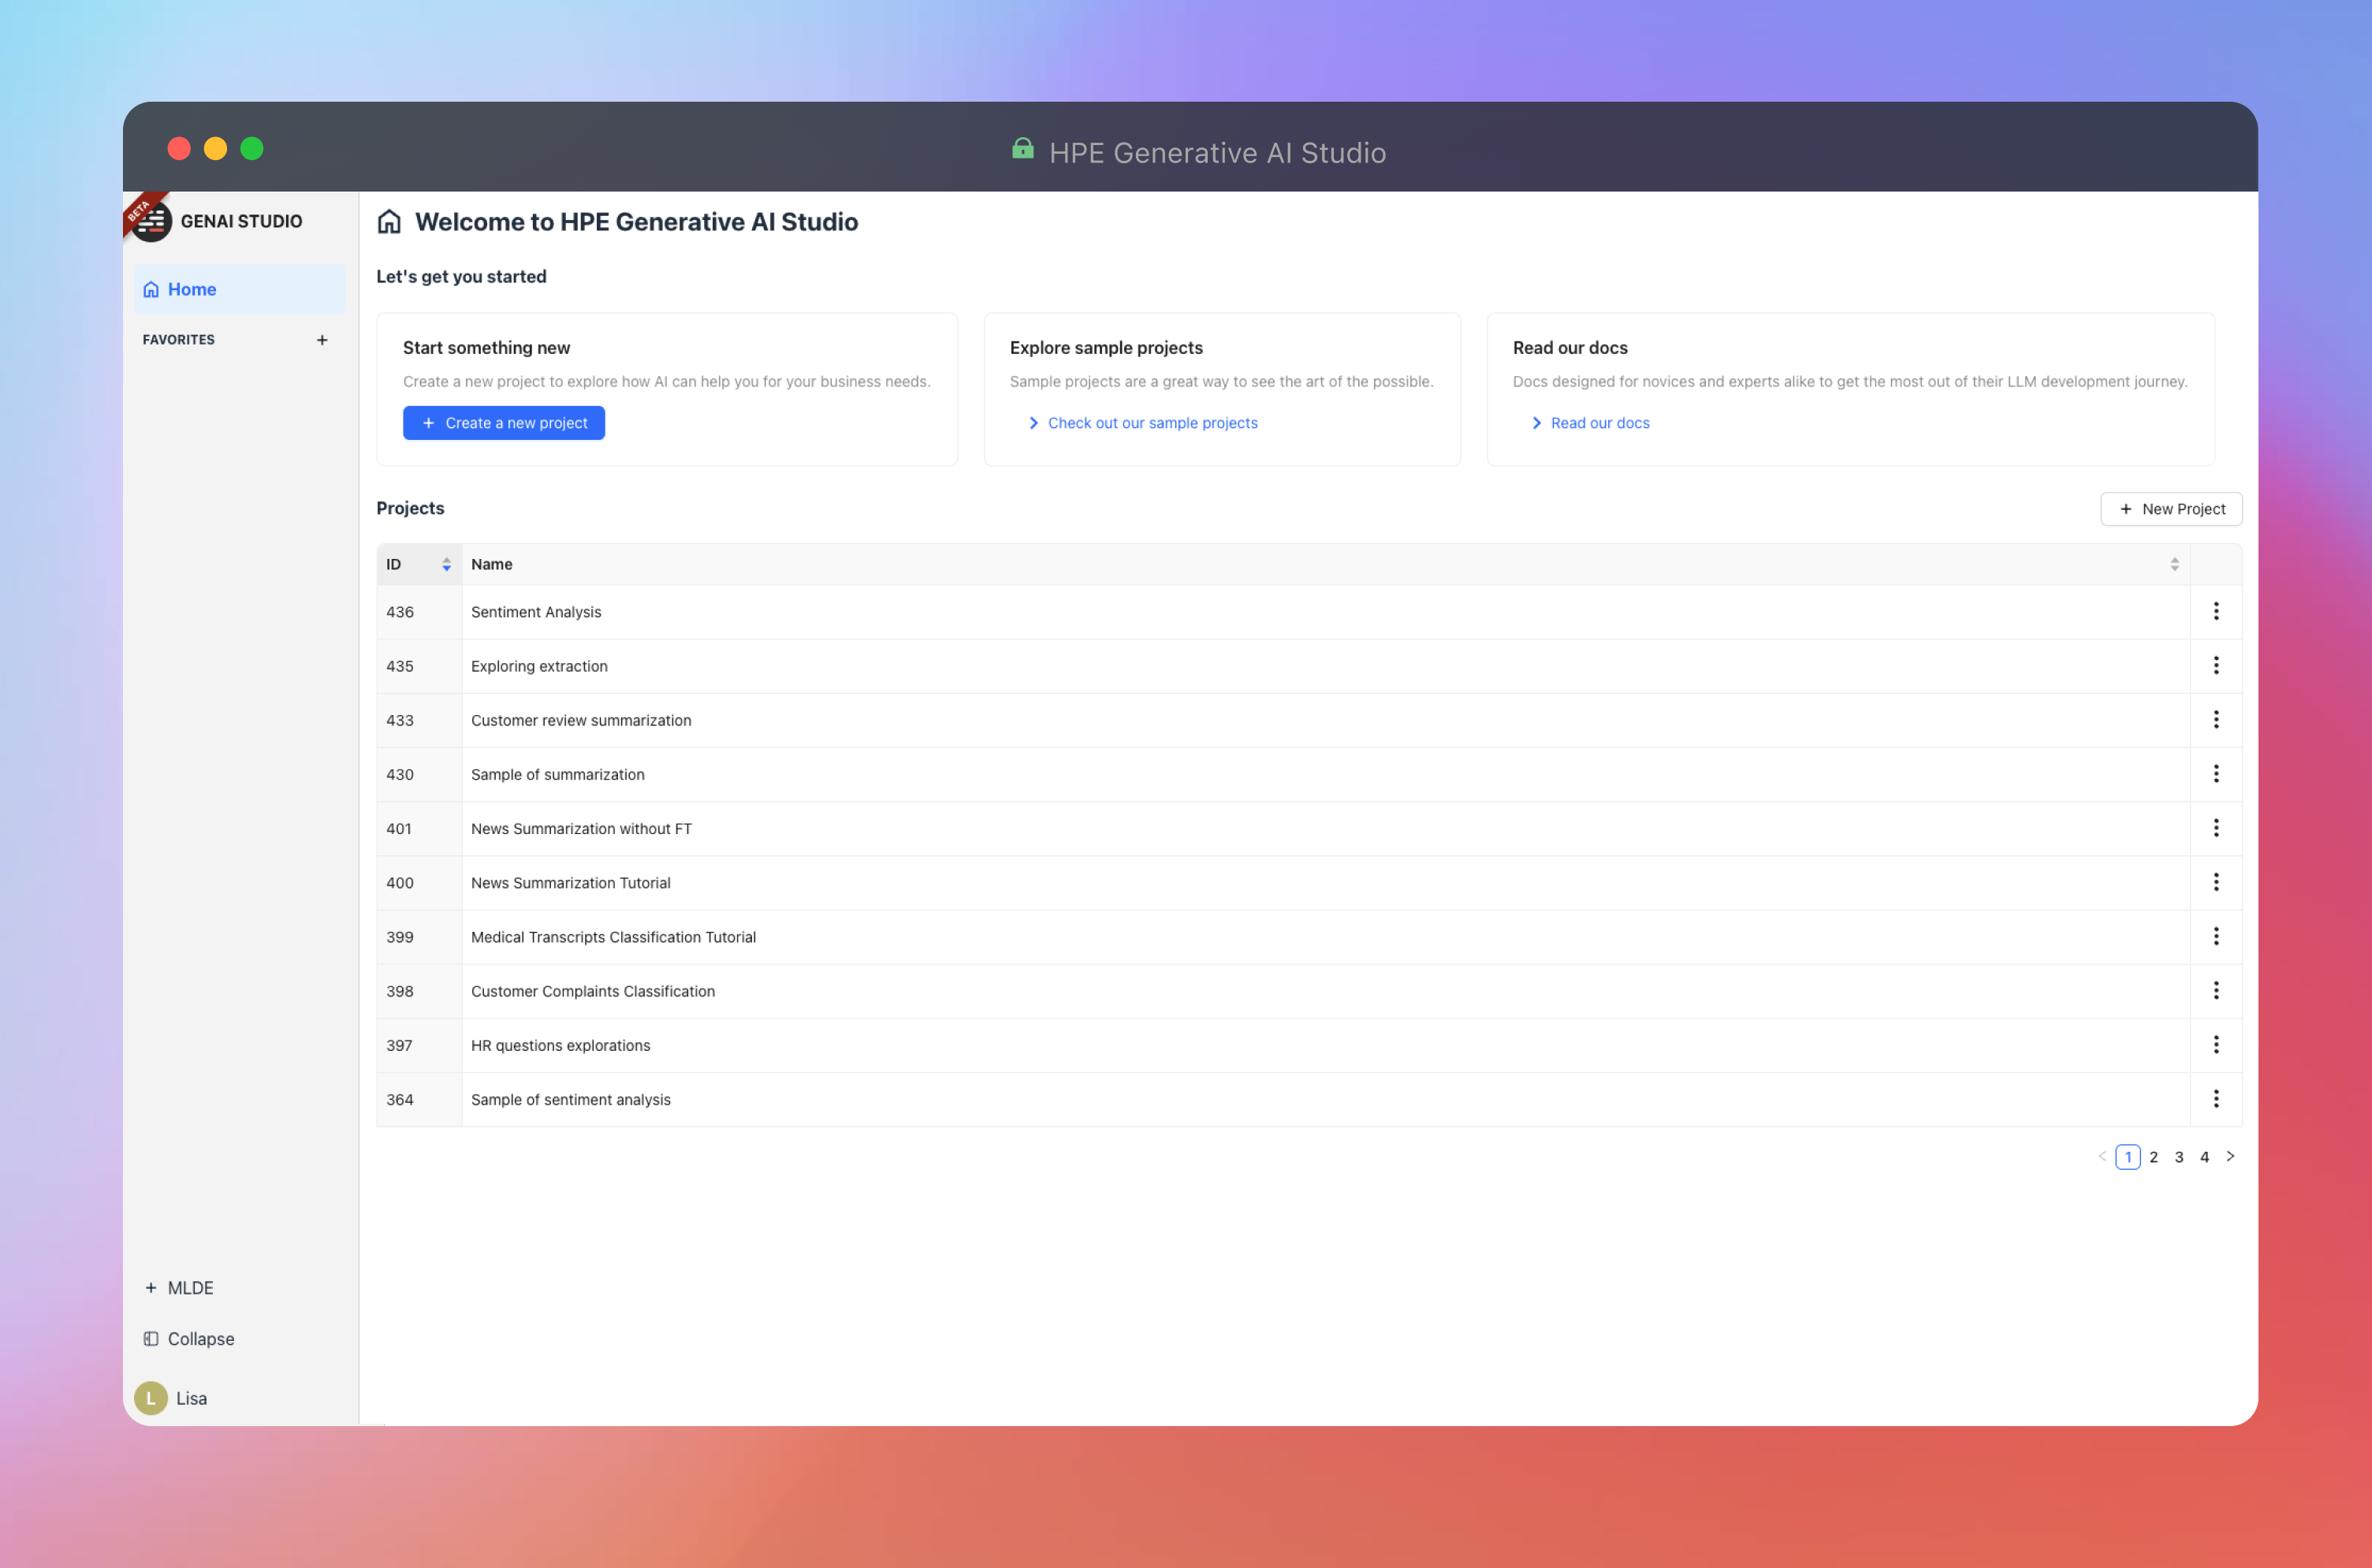 HPE Generative AI Studio
BETA
GENAI STUDIO
Home
FAVORITES
Welcome to HPE Generative AI Studio
Let's get you started
Start something new
Create a new project to explore how AI can help you for your business needs.
+ Create a new project
Explore sample projects
Sample projects are a great way to see the art of the possible.
Check out our sample projects
Read our docs
Docs designed for novices and experts alike to get the most out of their LLM development journey.
Read our docs
Projects
+ New Project
ID Name
436 Sentiment Analysis
435 Exploring extraction
433 Customer review summarization
430 Sample of summarization
401 News Summarization without FT
400 News Summarization Tutorial
399 Medical Transcripts Classification Tutorial
398 Customer Complaints Classification
397 HR questions explorations
364 Sample of sentiment analysis
< 1 2 3 4 >
+ MLDE
Collapse
L Lisa